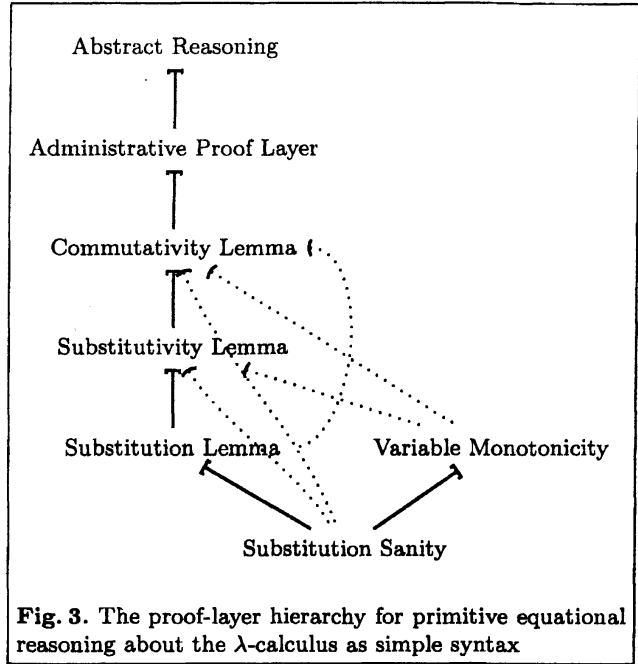 Abstract Reasoning
Administrative Proof Layer
Commutativity Lemma
Substitutivity Lemma
Substitution Lemma
Variable Monotonicity
Substitution Sanity
Fig. 3. The proof-layer hierarchy for primitive equational
reasoning about the λ-calculus as simple syntax